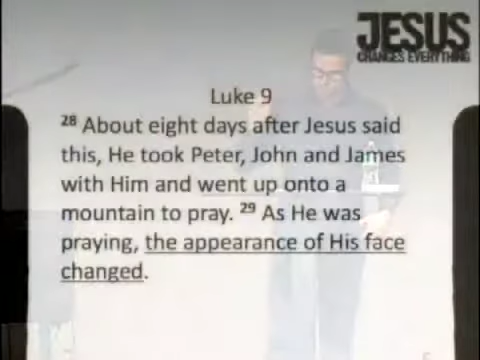 JESUS
CHANGES EVERYTHING
Luke 9
28 About eight days after Jesus said
this, He took Peter, John and James
with Him and went up onto a
mountain to pray. 29 As He was
praying, the appearance of His face
changed.